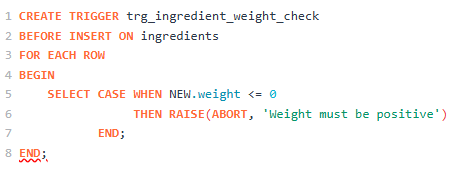 1 CREATE TRIGGER trg_ingredient_weight_check
2 BEFORE INSERT ON ingredients
3 FOR EACH ROW
4 BEGIN
5     SELECT CASE WHEN NEW.weight <= 0
6                 THEN RAISE(ABORT, 'Weight must be positive')
7            END;
8 END;